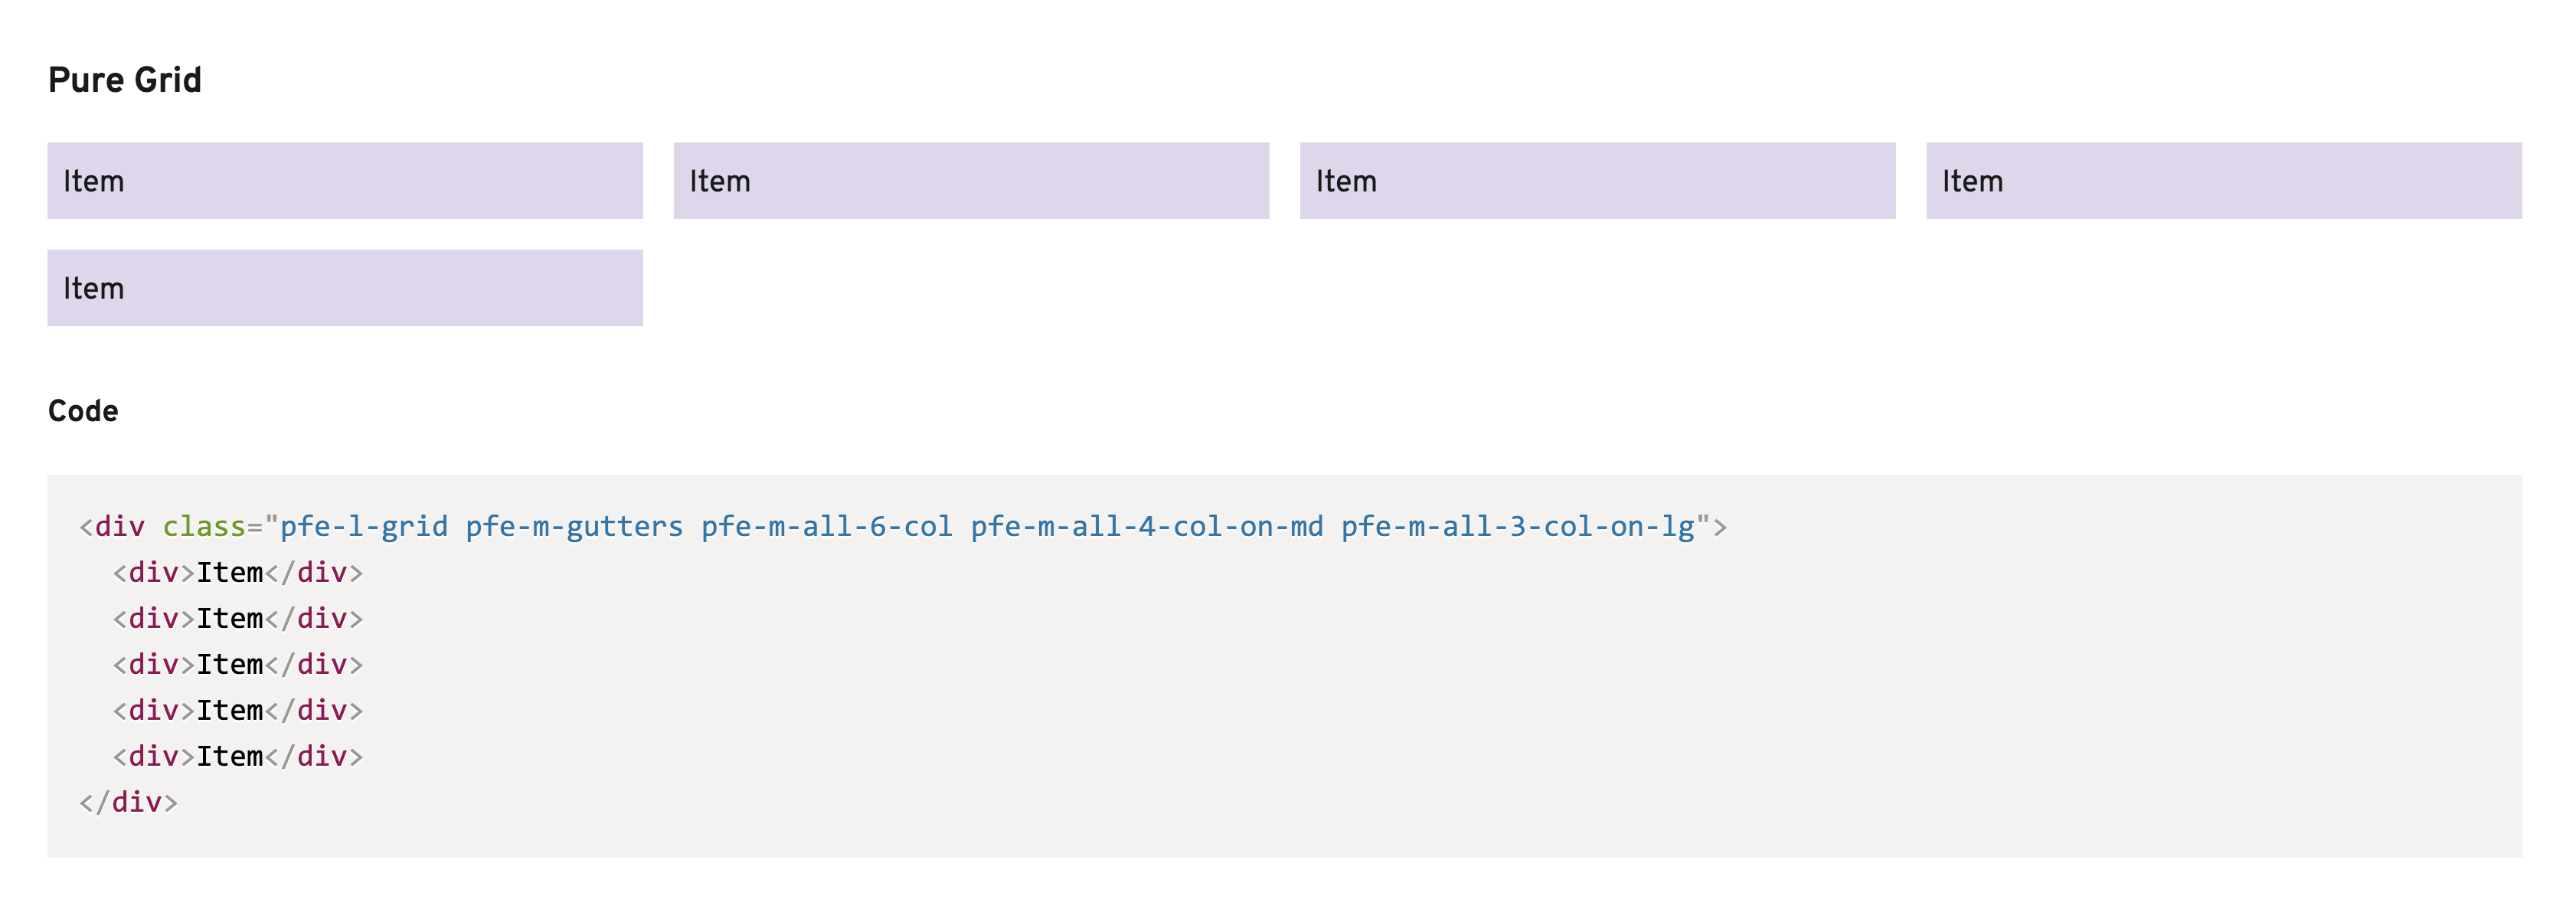 Pure Grid
Item Item Item Item
Item
Code
<div class="pfe-l-grid pfe-m-gutters pfe-m-all-6-col pfe-m-all-4-col-on-md pfe-m-all-3-col-on-lg">
  <div>Item</div>
  <div>Item</div>
  <div>Item</div>
  <div>Item</div>
  <div>Item</div>
</div>